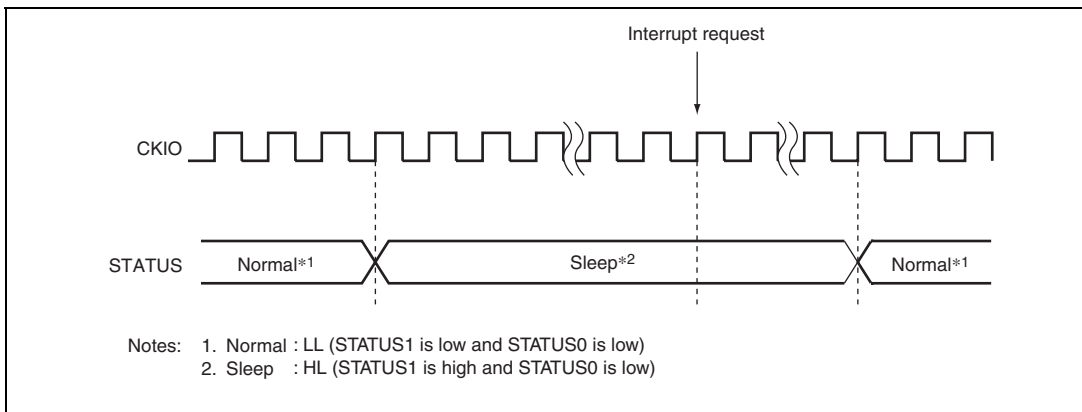 Interrupt request
CKIO
STATUS
Normal*1
Sleep*2
Normal*1
Notes: 1. Normal : LL (STATUS1 is low and STATUS0 is low)
2. Sleep : HL (STATUS1 is high and STATUS0 is low)